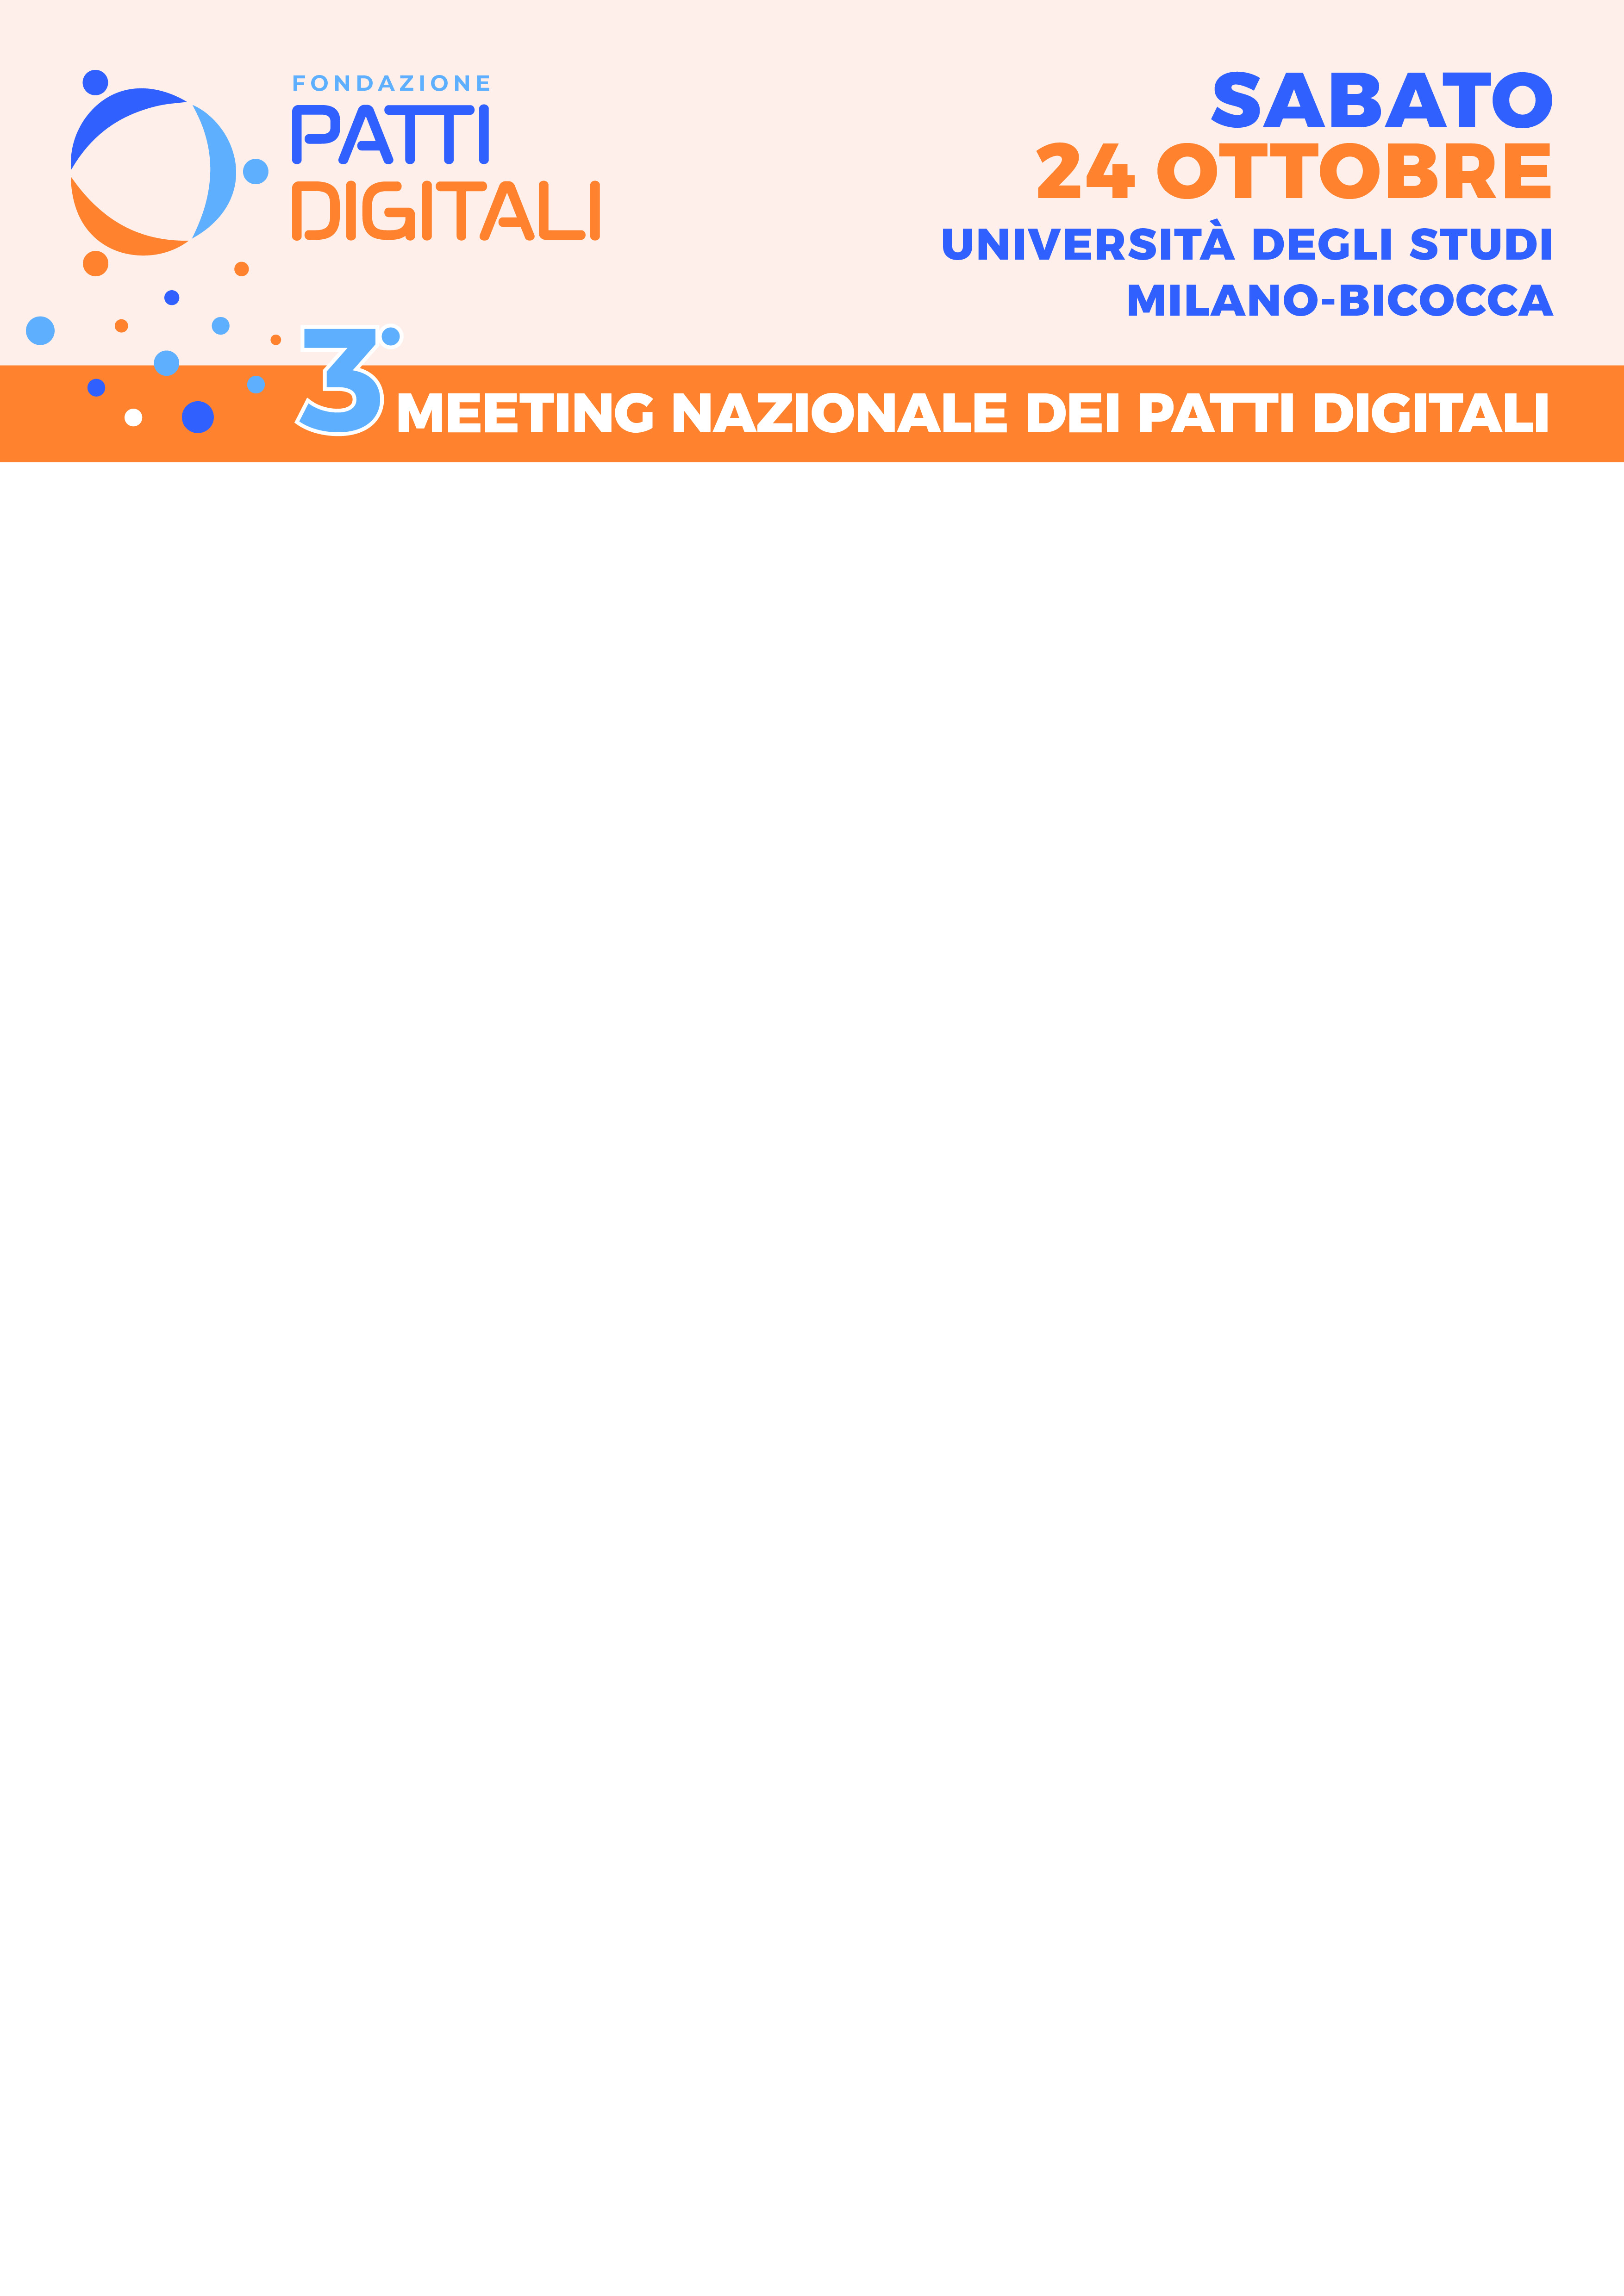 FONDAZIONE
PATTI
DIGITALI
SABATO
24 OTTOBRE
UNIVERSITÀ DEGLI STUDI
MILANO-BICOCCA
3° MEETING NAZIONALE DEI PATTI DIGITALI